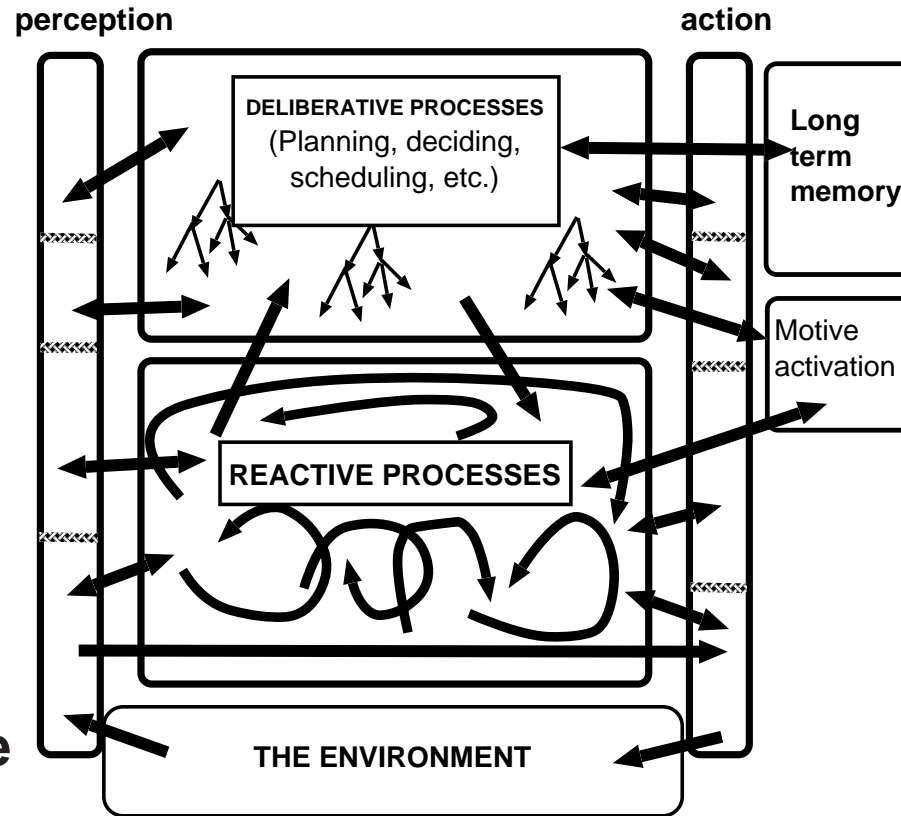 perception
action
DELIBERATIVE PROCESSES
(Planning, deciding,
scheduling, etc.)
Long
term
memory
Motive
activation
REACTIVE PROCESSES
e
THE ENVIRONMENT